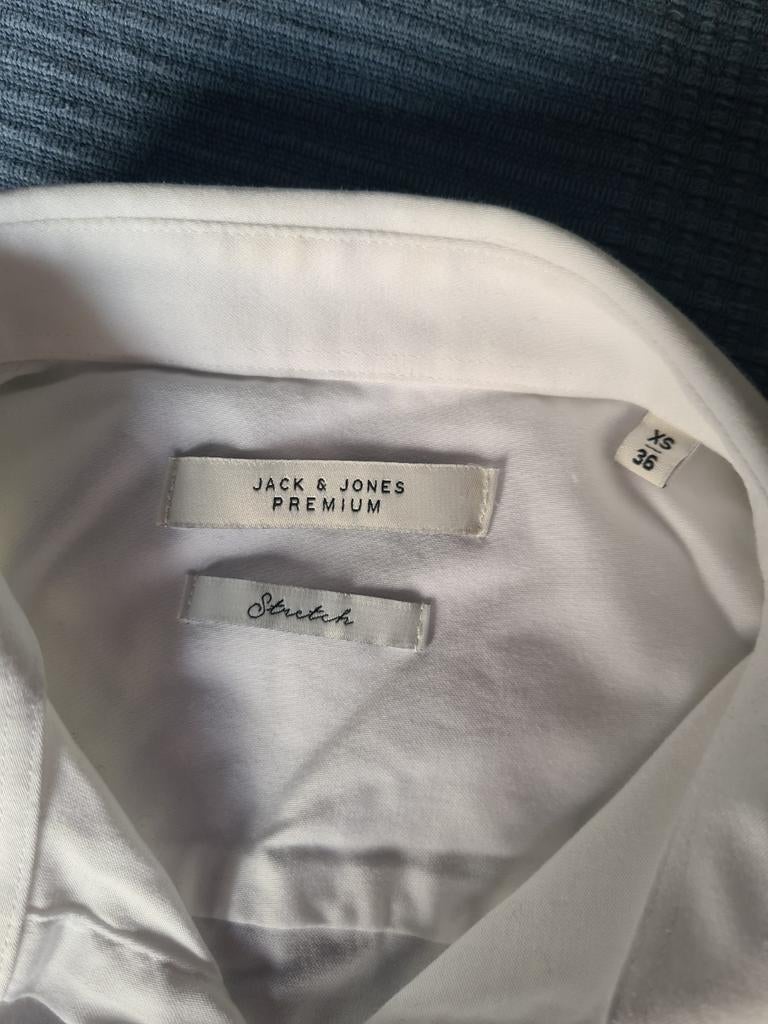 JACK & JONES
PREMIUM
Stretch
XS
36